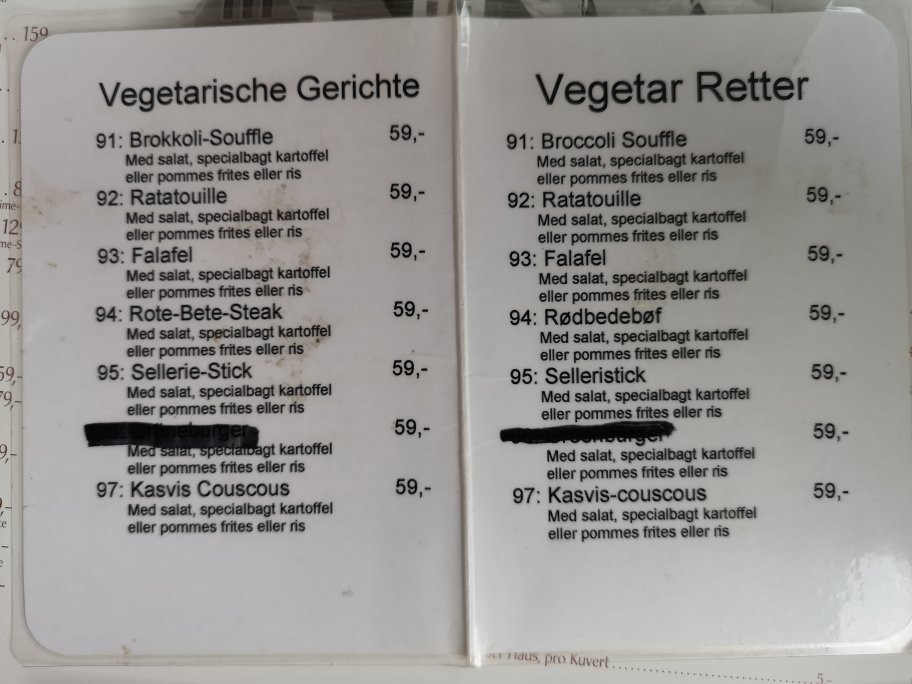 159
Vegetarische Gerichte
91: Brokkoli-Souffle 59,-
Med salat, specialbagt kartoffel
eller pommes frites eller ris
92: Ratatouille 59,-
Med salat, specialbagt kartoffel
eller pommes frites eller ris
93: Falafel 59,-
Med salat, specialbagt kartoffel
eller pommes frites eller ris
94: Rote-Bete-Steak 59,-
Med salat, specialbagt kartoffel
eller pommes frites eller ris
95: Sellerie-Stick 59,-
Med salat, specialbagt kartoffel
eller pommes frites eller ris
59,-
Med salat, specialbagt kartoffel
eller pommes frites eller ris
97: Kasvis Couscous 59,-
Med salat, specialbagt kartoffel
eller pommes frites eller ris
Vegetar Retter
91: Broccoli Souffle 59,-
Med salat, specialbagt kartoffel
eller pommes frites eller ris
92: Ratatouille 59,-
Med salat, specialbagt kartoffel
eller pommes frites eller ris
93: Falafel 59,-
Med salat, specialbagt kartoffel
eller pommes frites eller ris
94: Rødbedebøf 59,-
Med salat, specialbagt kartoffel
eller pommes frites eller ris
95: Selleristick 59,-
Med salat, specialbagt kartoffel
eller pommes frites eller ris
59,-
Med salat, specialbagt kartoffel
eller pommes frites eller ris
97: Kasvis-couscous 59,-
Med salat, specialbagt kartoffel
eller pommes frites eller ris
Haus, pro Kuvert 5,-